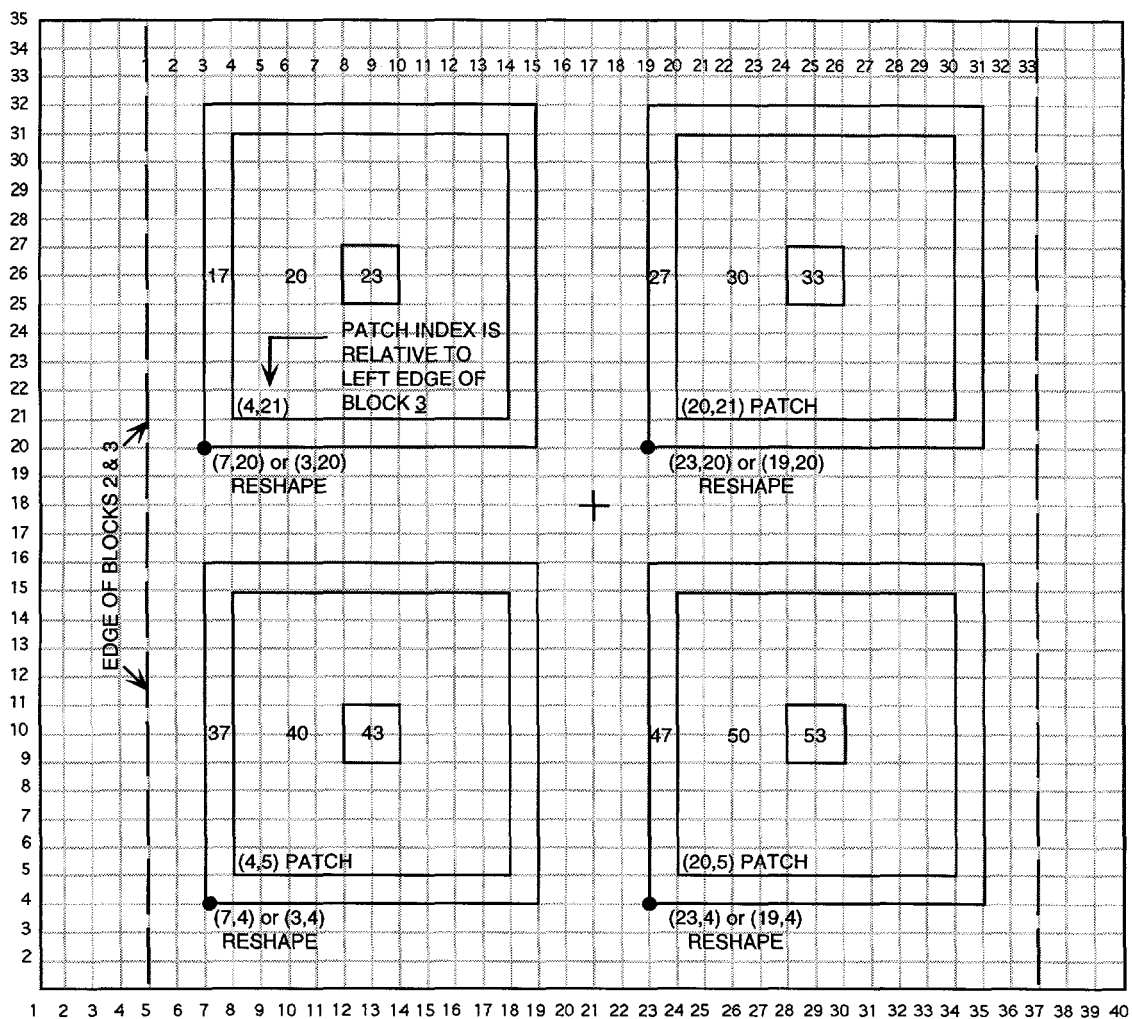 35
34
33 1 2 3 4 5 6 7 8 9 10 11 12 13 14 15 16 17 18 19 20 21 22 23 24 25 26 27 28 29 30 31 32 33
32
31
30
29
28
27
26 17 20 23 27 30 33
25
24 PATCH INDEX IS
23 RELATIVE TO
22 LEFT EDGE OF
21 (4,21) BLOCK 3 (20,21) PATCH
20
19 (7,20) or (3,20) (23,20) or (19,20)
RESHAPE RESHAPE
18
17
16
EDGE OF BLOCKS 2 & 3
15
14
13
12
11
10 37 40 43 47 50 53
9
8
7
6
5 (4,5) PATCH (20,5) PATCH
4
3 (7,4) or (3,4) (23,4) or (19,4)
RESHAPE RESHAPE
2
1 2 3 4 5 6 7 8 9 10 11 12 13 14 15 16 17 18 19 20 21 22 23 24 25 26 27 28 29 30 31 32 33 34 35 36 37 38 39 40